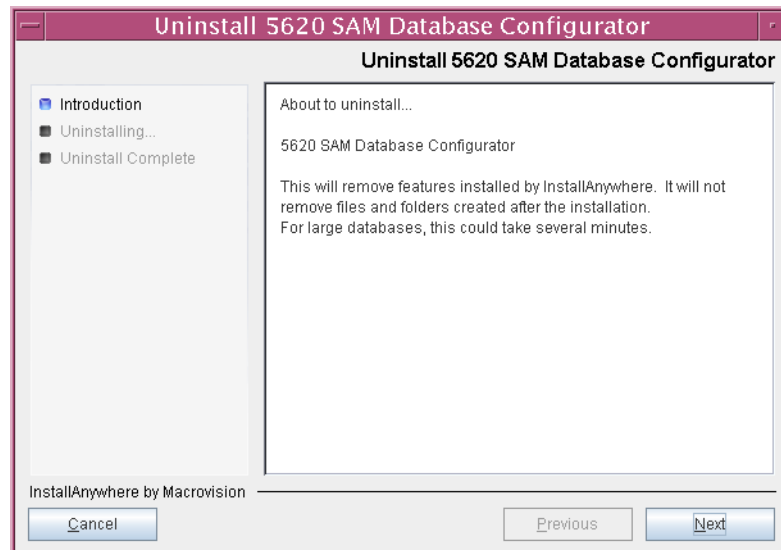 Uninstall 5620 SAM Database Configurator
Uninstall 5620 SAM Database Configurator
Introduction
Uninstalling...
Uninstall Complete
About to uninstall...
5620 SAM Database Configurator
This will remove features installed by InstallAnywhere.  It will not
remove files and folders created after the installation.
For large databases, this could take several minutes.
InstallAnywhere by Macrovision
Cancel
Previous
Next